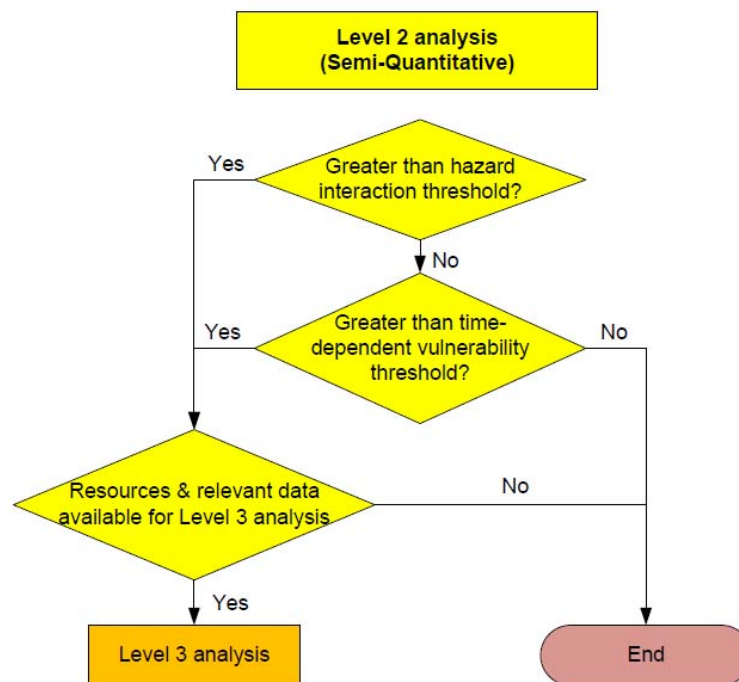 Level 2 analysis
(Semi-Quantitative)
Yes
Greater than hazard
interaction threshold?
No
Yes
Greater than time-
dependent vulnerability
threshold?
No
Resources & relevant data
available for Level 3 analysis
No
Yes
Level 3 analysis
End